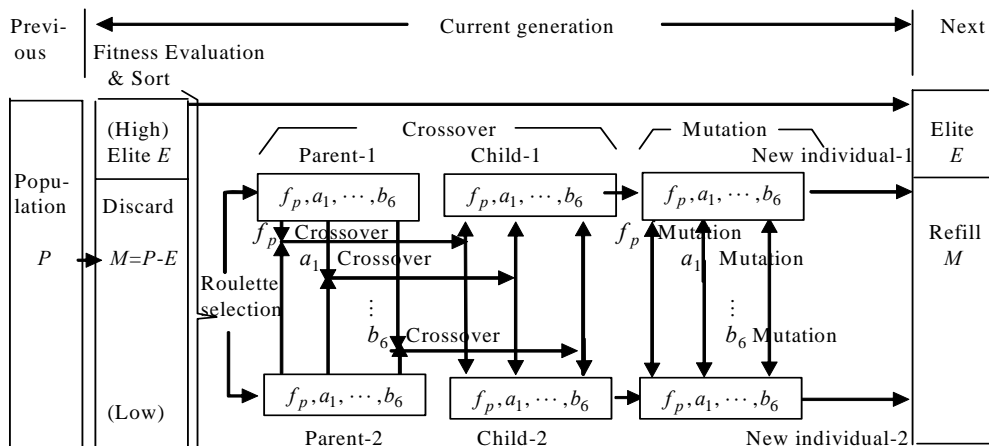 Previ-
ous
Current generation
Next
Fitness Evaluation
& Sort
(High)
Elite E
Crossover
Mutation
Elite
E
Parent-1
Child-1
New individual-1
Popu-
lation
P
Discard
M=P-E
f_p, a_1, ⋯, b_6
f_p, a_1, ⋯, b_6
f_p, a_1, ⋯, b_6
f_p Crossover
f_p Mutation
Refill
M
a_1 Crossover
a_1 Mutation
Roulette
selection
⋮
⋮
b_6 Crossover
b_6 Mutation
(Low)
f_p, a_1, ⋯, b_6
f_p, a_1, ⋯, b_6
f_p, a_1, ⋯, b_6
Parent-2
Child-2
New individual-2